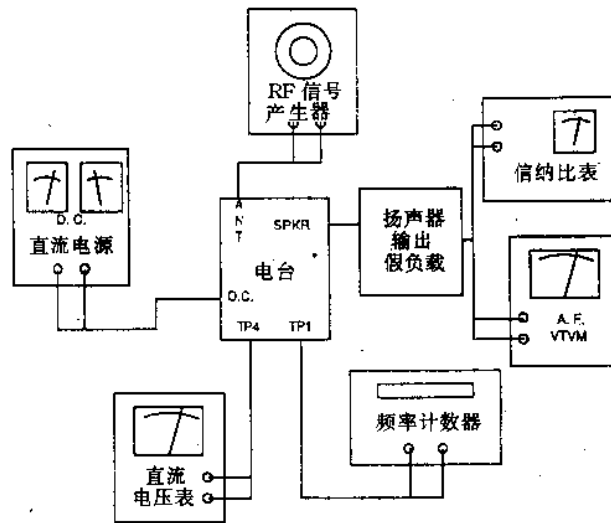 RF 信号
产生器
D.C.
直流电源
ANT
SPKR
电台
D.C.
TP4
TP1
扬声器
输出
假负载
信纳比表
A.F.
VTVM
频率计数器
直流
电压表